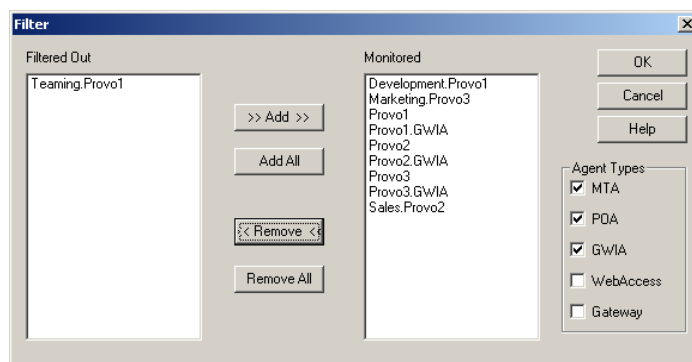 Filter
Filtered Out
Teaming.Provo1
>> Add >>
Add All
<< Remove <<
Remove All
Monitored
Development.Provo1
Marketing.Provo3
Provo1
Provo1.GWIA
Provo2
Provo2.GWIA
Provo3
Provo3.GWIA
Sales.Provo2
OK
Cancel
Help
Agent Types
MTA
POA
GWIA
WebAccess
Gateway